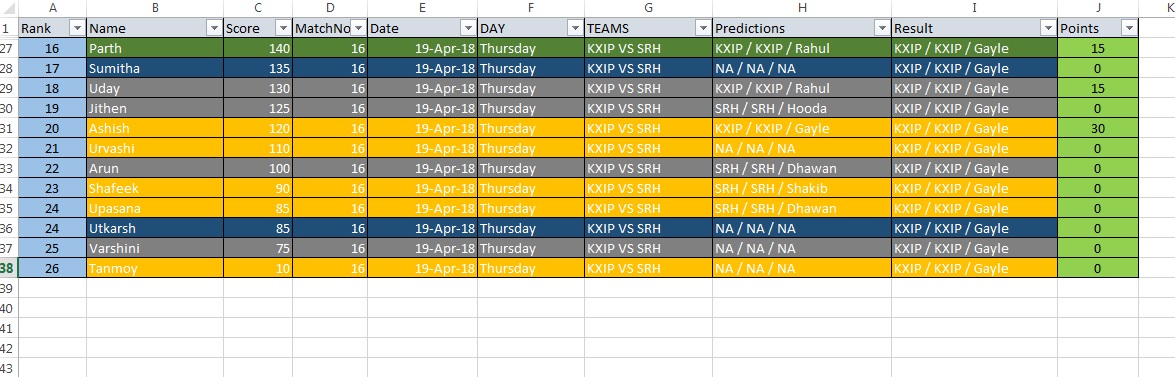 A B C D E F G H I J K
1 Rank Name Score MatchNo Date DAY TEAMS Predictions Result Points
27 16 Parth 140 16 19-Apr-18 Thursday KXIP VS SRH KXIP / KXIP / Rahul KXIP / KXIP / Gayle 15
28 17 Sumitha 135 16 19-Apr-18 Thursday KXIP VS SRH NA / NA / NA KXIP / KXIP / Gayle 0
29 18 Uday 130 16 19-Apr-18 Thursday KXIP VS SRH KXIP / KXIP / Rahul KXIP / KXIP / Gayle 15
30 19 Jithen 125 16 19-Apr-18 Thursday KXIP VS SRH SRH / SRH / Hooda KXIP / KXIP / Gayle 0
31 20 Ashish 120 16 19-Apr-18 Thursday KXIP VS SRH KXIP / KXIP / Gayle KXIP / KXIP / Gayle 30
32 21 Urvashi 110 16 19-Apr-18 Thursday KXIP VS SRH NA / NA / NA KXIP / KXIP / Gayle 0
33 22 Arun 100 16 19-Apr-18 Thursday KXIP VS SRH SRH / SRH / Dhawan KXIP / KXIP / Gayle 0
34 23 Shafeek 90 16 19-Apr-18 Thursday KXIP VS SRH SRH / SRH / Shakib KXIP / KXIP / Gayle 0
35 24 Upasana 85 16 19-Apr-18 Thursday KXIP VS SRH SRH / SRH / Dhawan KXIP / KXIP / Gayle 0
36 24 Utkarsh 85 16 19-Apr-18 Thursday KXIP VS SRH NA / NA / NA KXIP / KXIP / Gayle 0
37 25 Varshini 75 16 19-Apr-18 Thursday KXIP VS SRH NA / NA / NA KXIP / KXIP / Gayle 0
38 26 Tanmoy 10 16 19-Apr-18 Thursday KXIP VS SRH NA / NA / NA KXIP / KXIP / Gayle 0
39
40
41
42
43